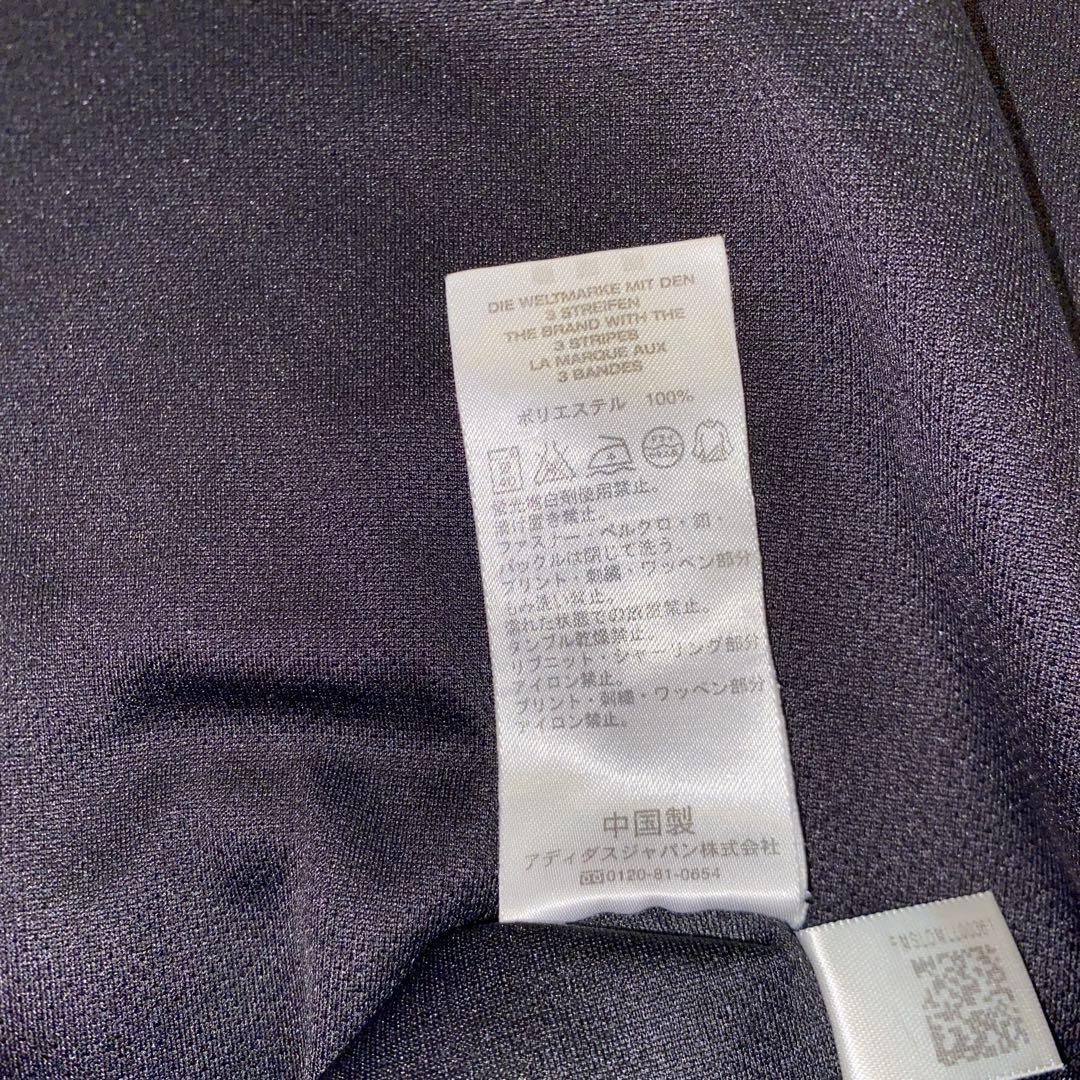 DIE WELTMARKE MIT DEN
3 STREIFEN
THE BRAND WITH THE
3 STRIPES
LA MARQUE AUX
3 BANDES
ポリエステル 100%
蛍光増白剤使用禁止。
漬け置き禁止。
ファスナー・ベルクロ・釦・
バックルは閉じて洗う。
プリント・刺繍・ワッペン部分
もみ洗い禁止。
濡れた状態での放置禁止。
タンブル乾燥禁止。
リブニット・シャーリング部分
アイロン禁止。
プリント・刺繍・ワッペン部分
アイロン禁止。
中国製
アディダスジャパン株式会社
0120-81-0654